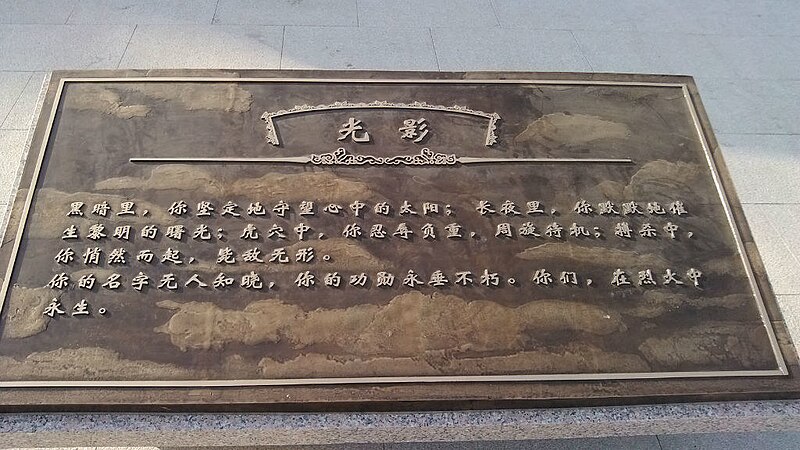 光影
黑暗里，你坚定地守望心中的太阳；长夜里，你默默地催
生黎明的曙光；虎穴中，你忍辱负重，周旋待机；搏杀中，
你悄然而起，毙敌无形。
你的名字无人知晓，你的功勋永垂不朽。你们，在烈火中
永生。